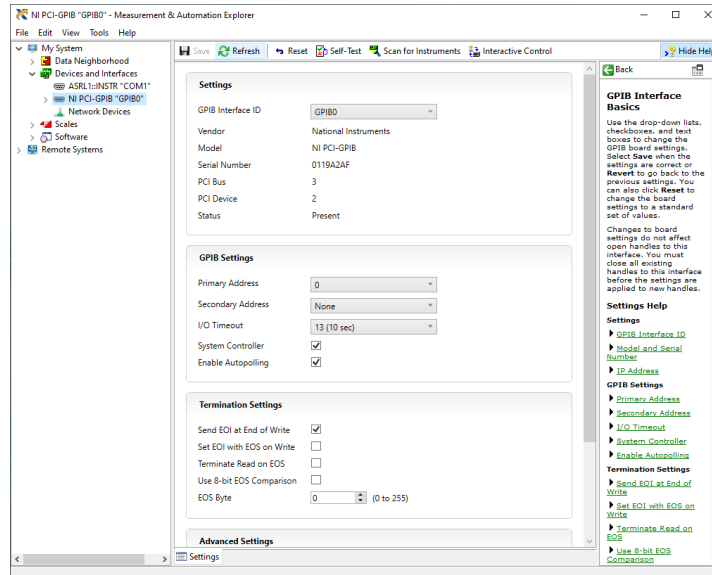 NI PCI-GPIB "GPIB0" - Measurement & Automation Explorer
File Edit View Tools Help
My System
Data Neighborhood
Devices and Interfaces
ASRL1::INSTR "COM1"
NI PCI-GPIB "GPIB0"
Network Devices
Scales
Software
Remote Systems
Save Refresh Reset Self-Test Scan for Instruments Interactive Control Hide Help
Settings
GPIB Interface ID GPIB0
Vendor National Instruments
Model NI PCI-GPIB
Serial Number 0119A2AF
PCI Bus 3
PCI Device 2
Status Present
GPIB Settings
Primary Address 0
Secondary Address None
I/O Timeout 13 (10 sec)
System Controller
Enable Autopolling
Termination Settings
Send EOI at End of Write
Set EOI with EOS on Write
Terminate Read on EOS
Use 8-bit EOS Comparison
EOS Byte 0 (0 to 255)
Advanced Settings
Settings
Back
GPIB Interface
Basics
Use the drop-down lists,
checkboxes, and text
boxes to change the
GPIB board settings.
Select Save when the
settings are correct or
Revert to go back to the
previous settings. You
can also click Reset to
change the board
settings to a standard
set of values.
Changes to board
settings do not affect
open handles to this
interface. You must
close all existing
handles to this interface
before the settings are
applied to new handles.
Settings Help
Settings
GPIB Interface ID
Model and Serial
Number
IP Address
GPIB Settings
Primary Address
Secondary Address
I/O Timeout
System Controller
Enable Autopolling
Termination Settings
Send EOI at End of
Write
Set EOI with EOS on
Write
Terminate Read on
EOS
Use 8-bit EOS
Comparison